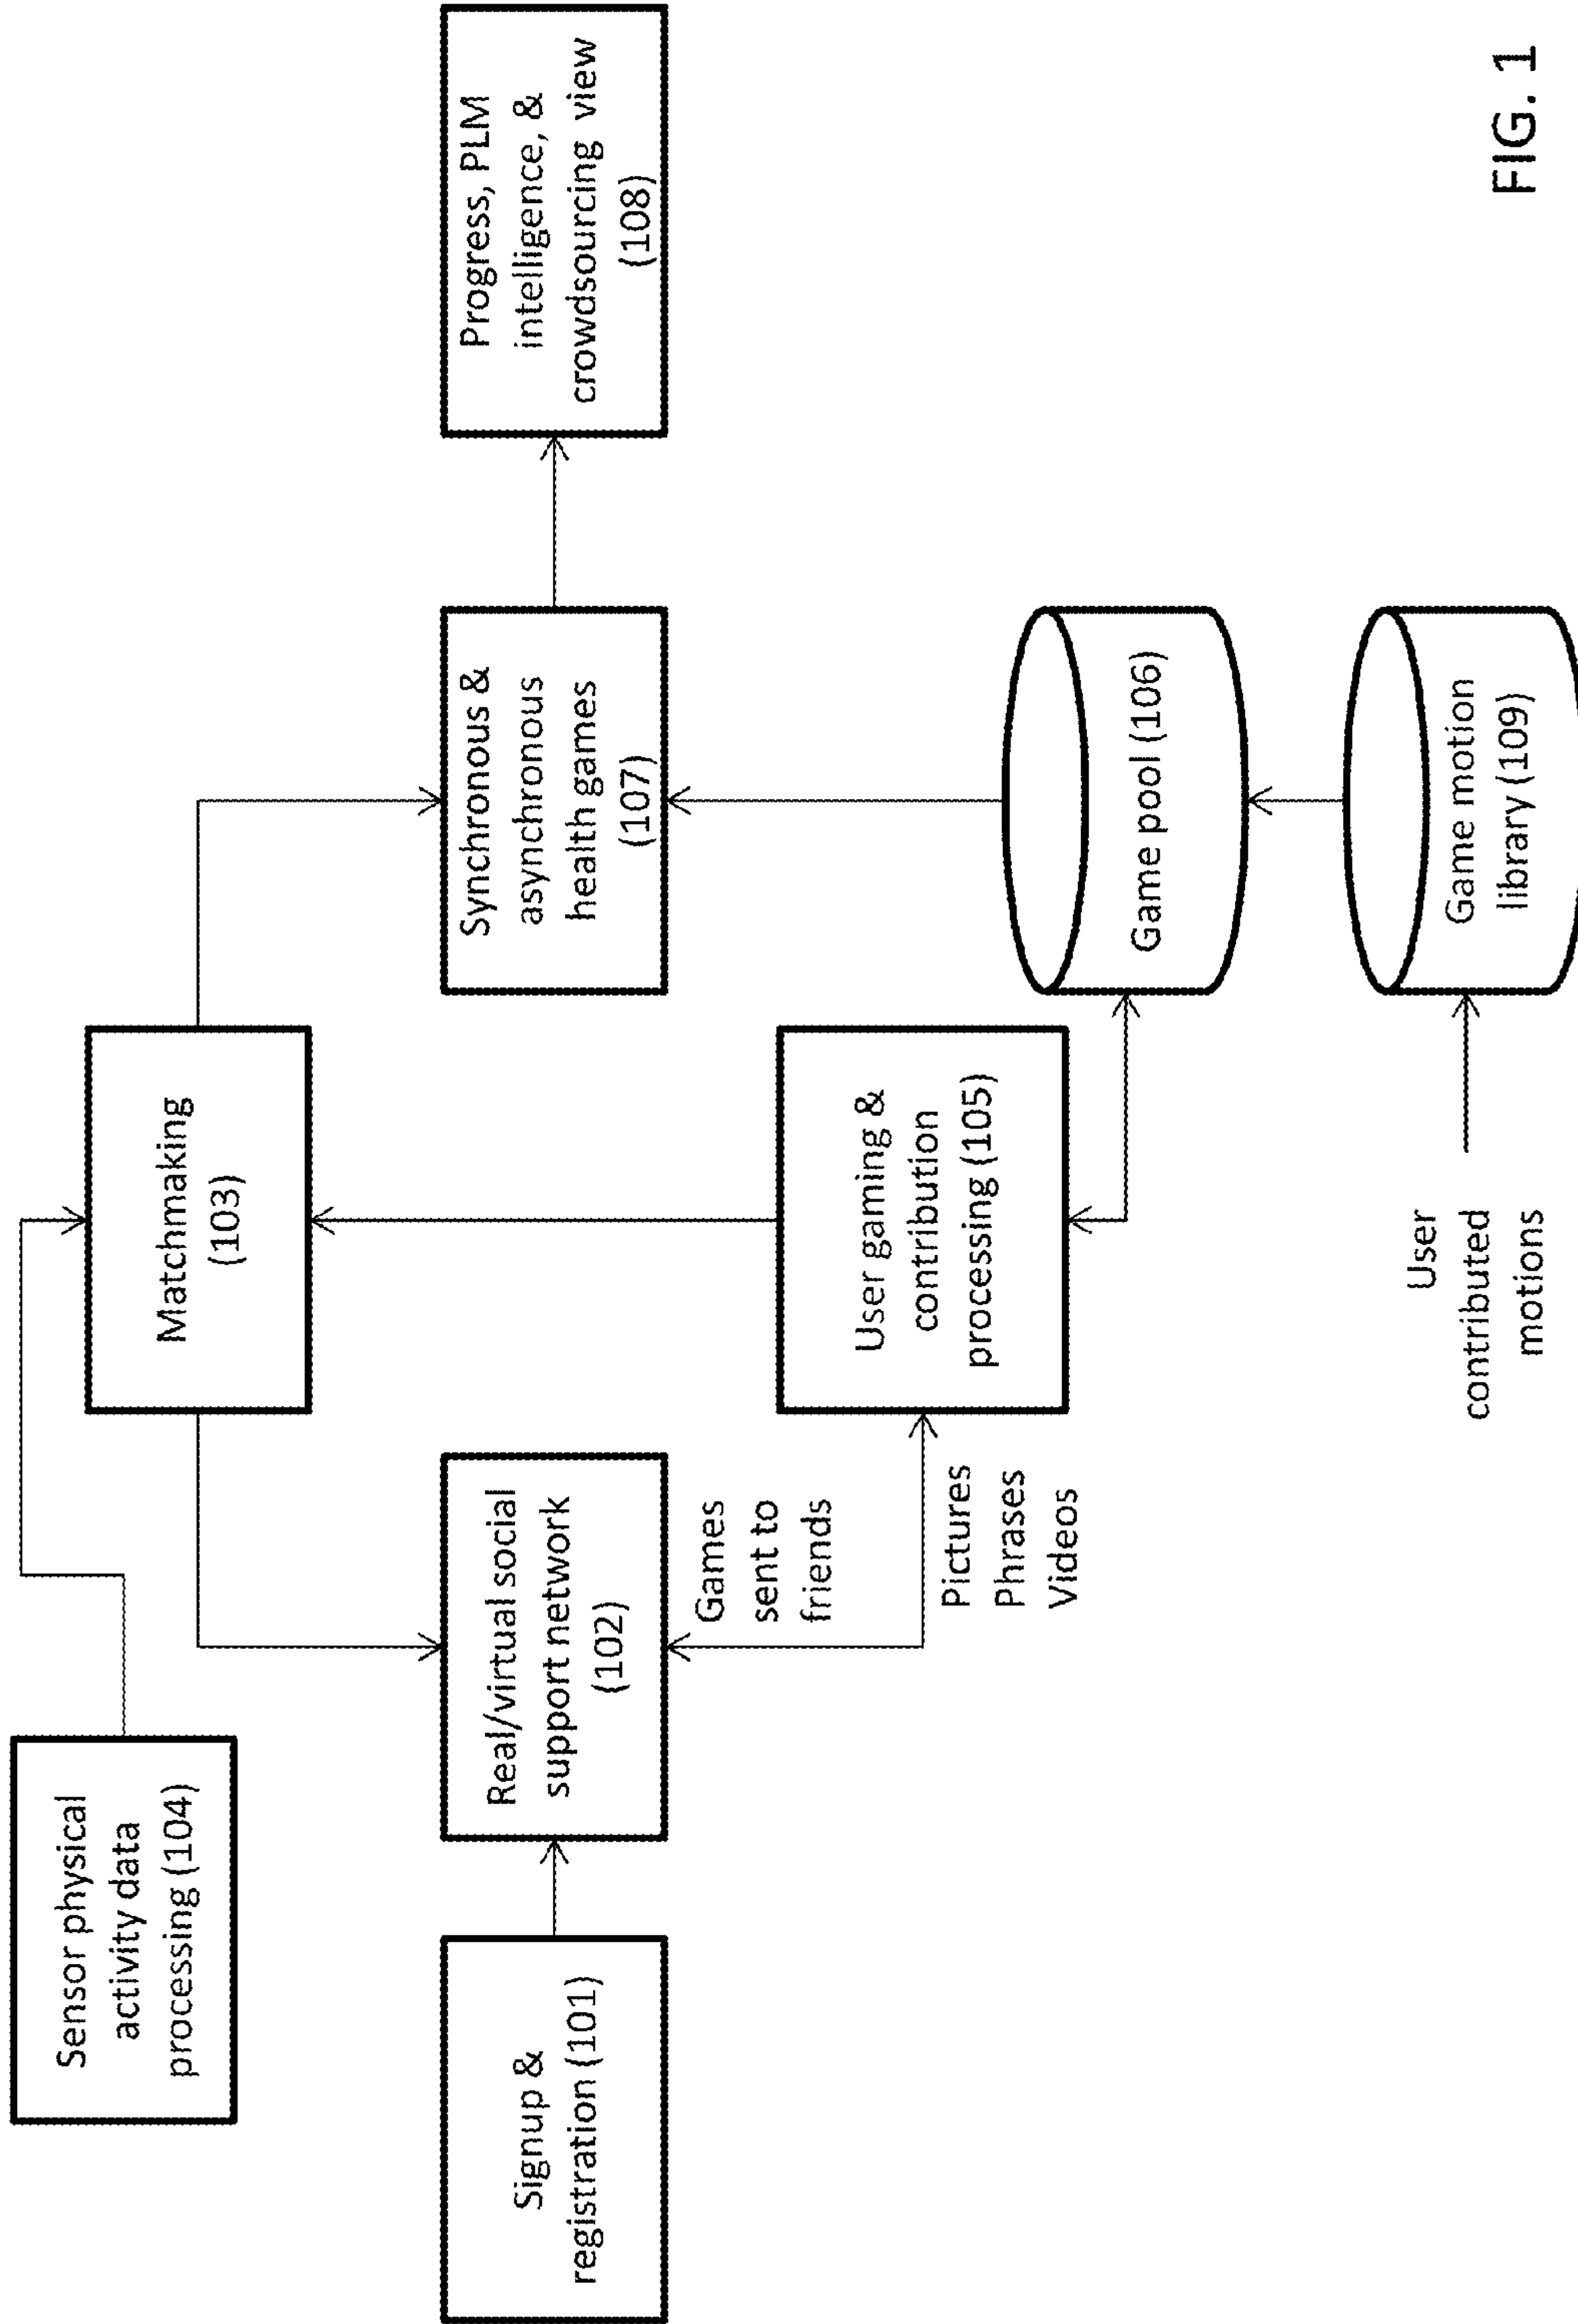 Sensor physical
activity data
processing (104)
Matchmaking
(103)
Signup &
registration (101)
Real/virtual social
support network
(102)
Synchronous &
asynchronous
health games
(107)
Progress, PLM
intelligence, &
crowdsourcing view
(108)
Games
sent to
friends
Pictures
Phrases
Videos
User gaming &
contribution
processing (105)
Game pool (106)
User
contributed
motions
Game motion
library (109)
FIG. 1